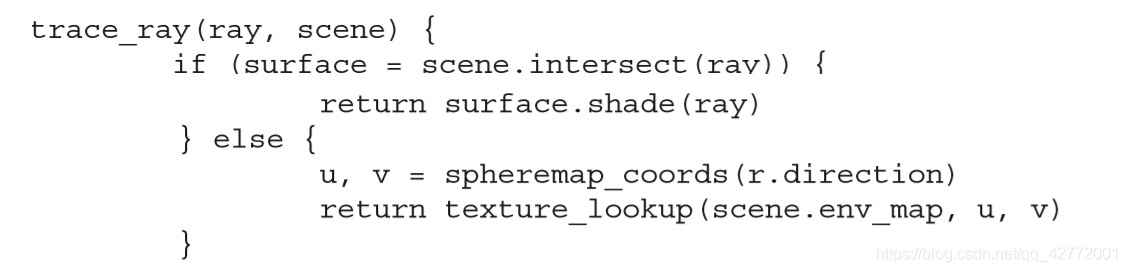 trace_ray(ray, scene) {
if (surface = scene.intersect(ray)) {
return surface.shade(ray)
} else {
u, v = spheremap_coords(r.direction)
return texture_lookup(scene.env_map, u, v)
}
https://blog.csdn.net/qq_42772001